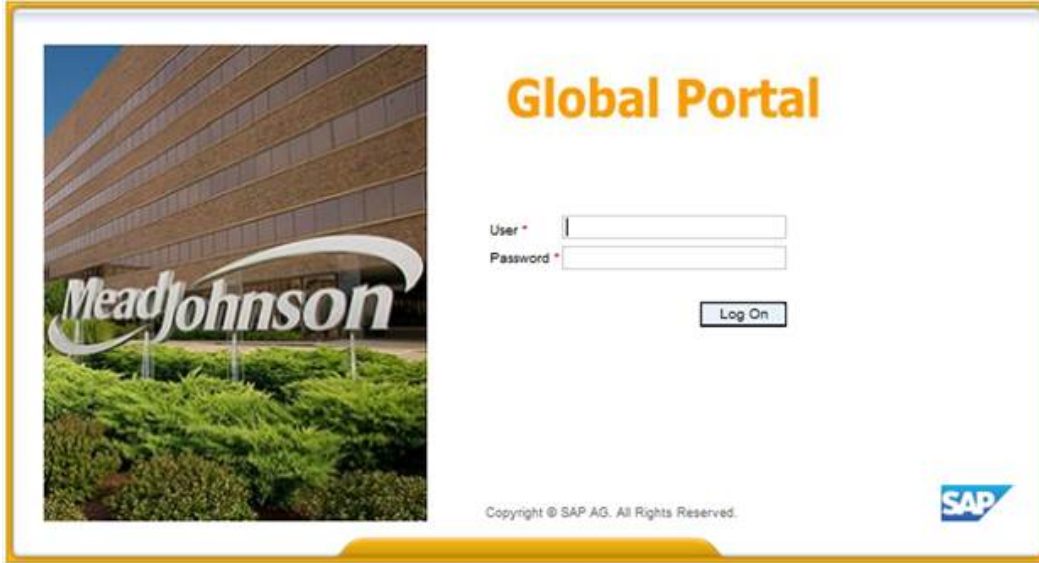 Global Portal
User *
Password *
Log On
MeadJohnson
Copyright © SAP AG. All Rights Reserved.
SAP